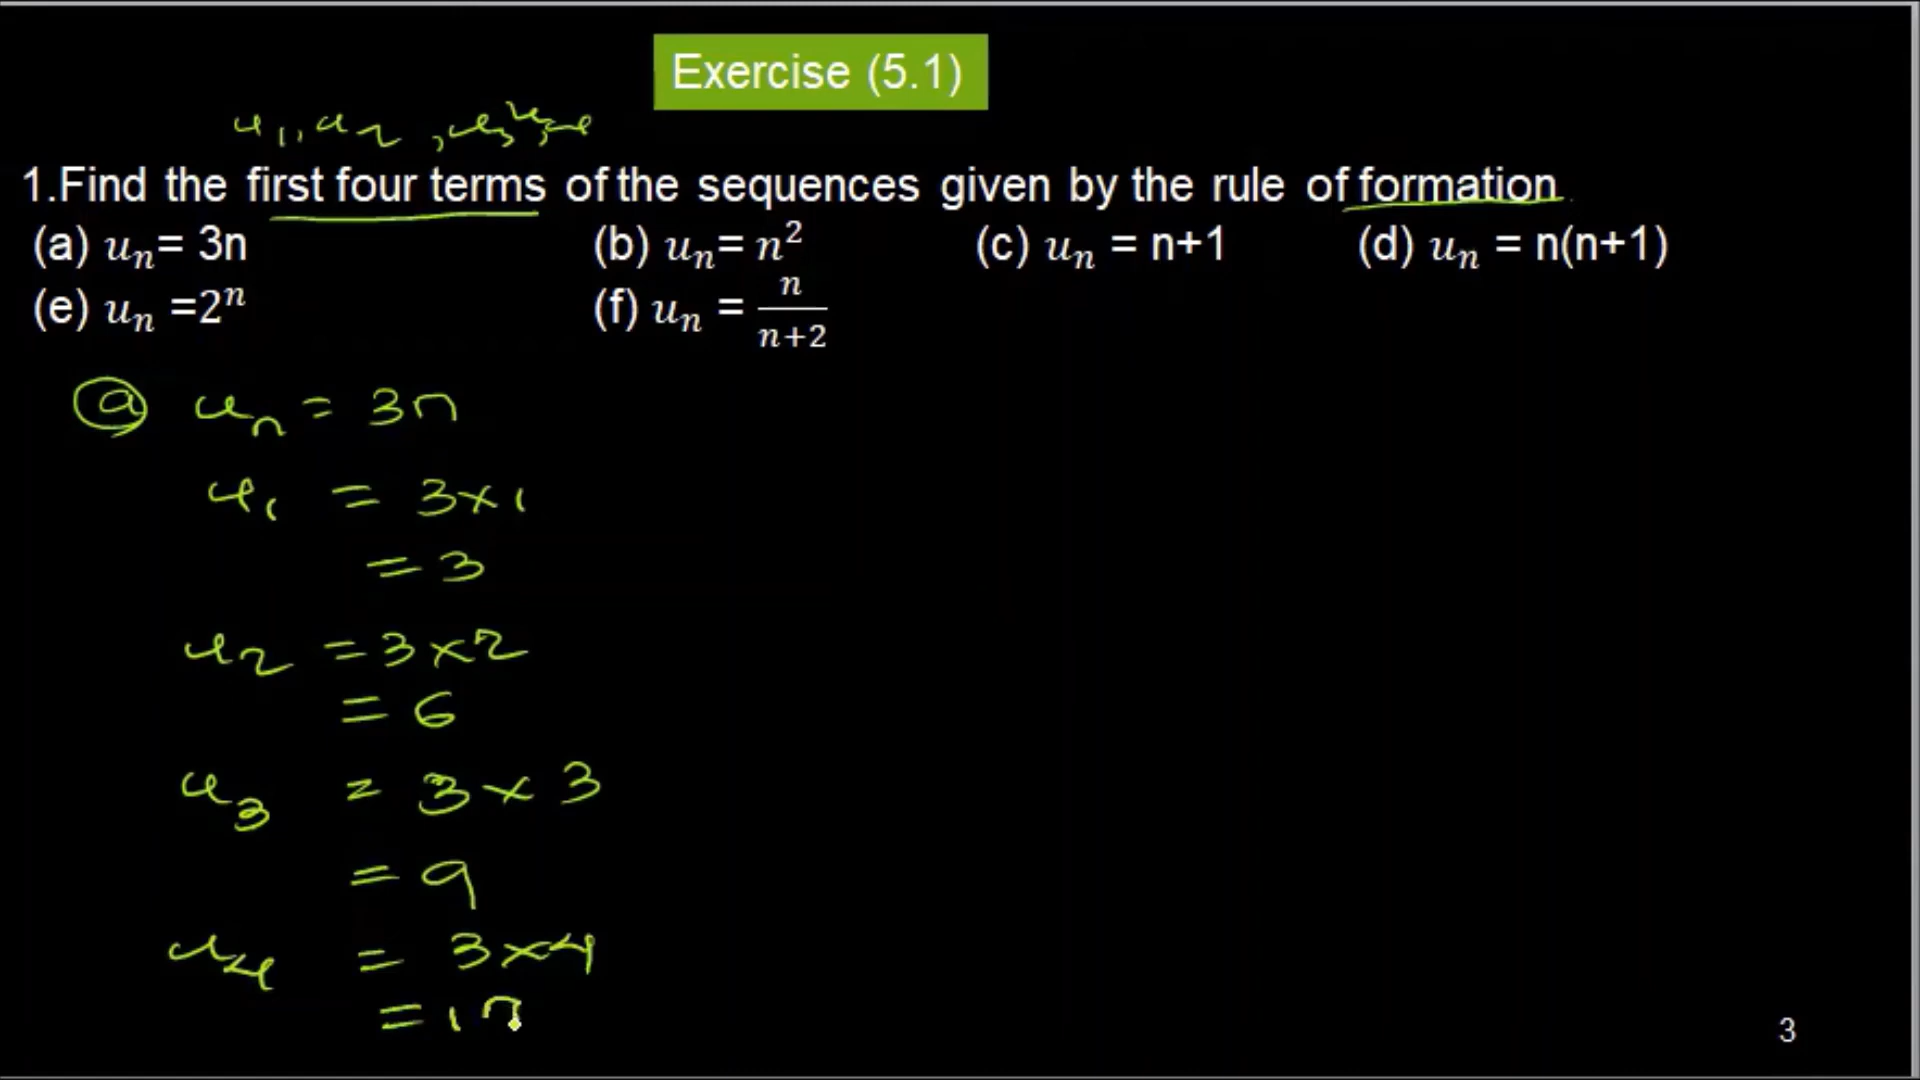 Exercise (5.1)
u₁, u₂, u₃, u₄
1.Find the first four terms of the sequences given by the rule of formation.
(a) uₙ= 3n (b) uₙ= n² (c) uₙ = n+1 (d) uₙ = n(n+1)
(e) uₙ =2ⁿ (f) uₙ = n/(n+2)
(a) uₙ = 3n
u₁ = 3×1
= 3
u₂ = 3×2
= 6
u₃ = 3×3
= 9
u₄ = 3×4
= 1
3